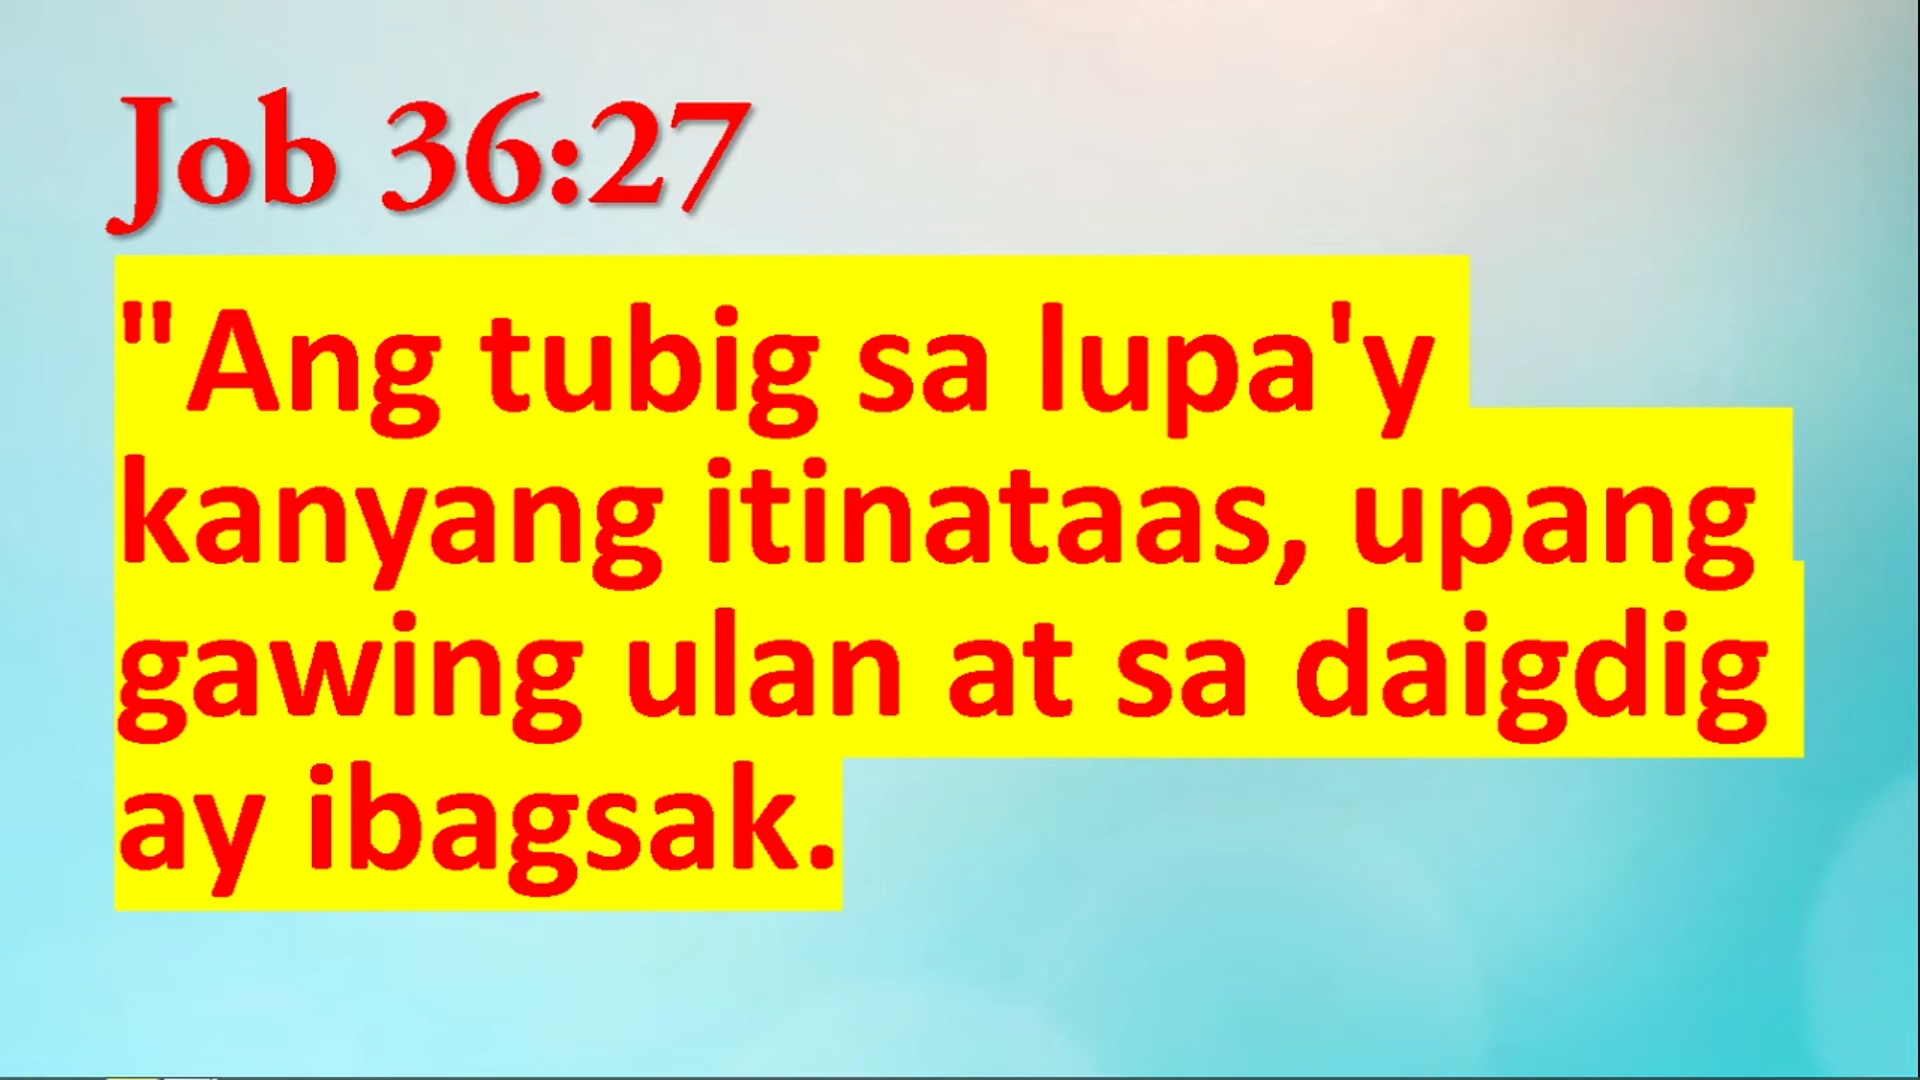 Job 36:27
"Ang tubig sa lupa'y
kanyang itinataas, upang
gawing ulan at sa daigdig
ay ibagsak.